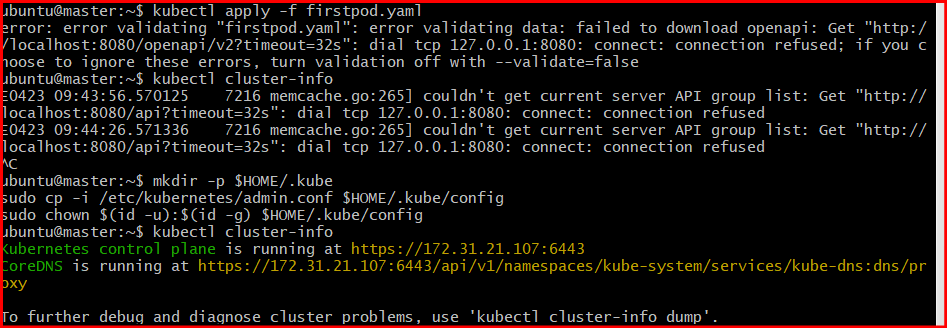 ubuntu@master:~$ kubectl apply -f firstpod.yaml
error: error validating "firstpod.yaml": error validating data: failed to download openapi: Get "http:/
/localhost:8080/openapi/v2?timeout=32s": dial tcp 127.0.0.1:8080: connect: connection refused; if you c
hoose to ignore these errors, turn validation off with --validate=false
ubuntu@master:~$ kubectl cluster-info
E0423 09:43:56.570125    7216 memcache.go:265] couldn't get current server API group list: Get "http://
localhost:8080/api?timeout=32s": dial tcp 127.0.0.1:8080: connect: connection refused
E0423 09:44:26.571336    7216 memcache.go:265] couldn't get current server API group list: Get "http://
localhost:8080/api?timeout=32s": dial tcp 127.0.0.1:8080: connect: connection refused
^C
ubuntu@master:~$ mkdir -p $HOME/.kube
sudo cp -i /etc/kubernetes/admin.conf $HOME/.kube/config
sudo chown $(id -u):$(id -g) $HOME/.kube/config
ubuntu@master:~$ kubectl cluster-info
Kubernetes control plane is running at https://172.31.21.107:6443
CoreDNS is running at https://172.31.21.107:6443/api/v1/namespaces/kube-system/services/kube-dns:dns/pr
oxy

To further debug and diagnose cluster problems, use 'kubectl cluster-info dump'.